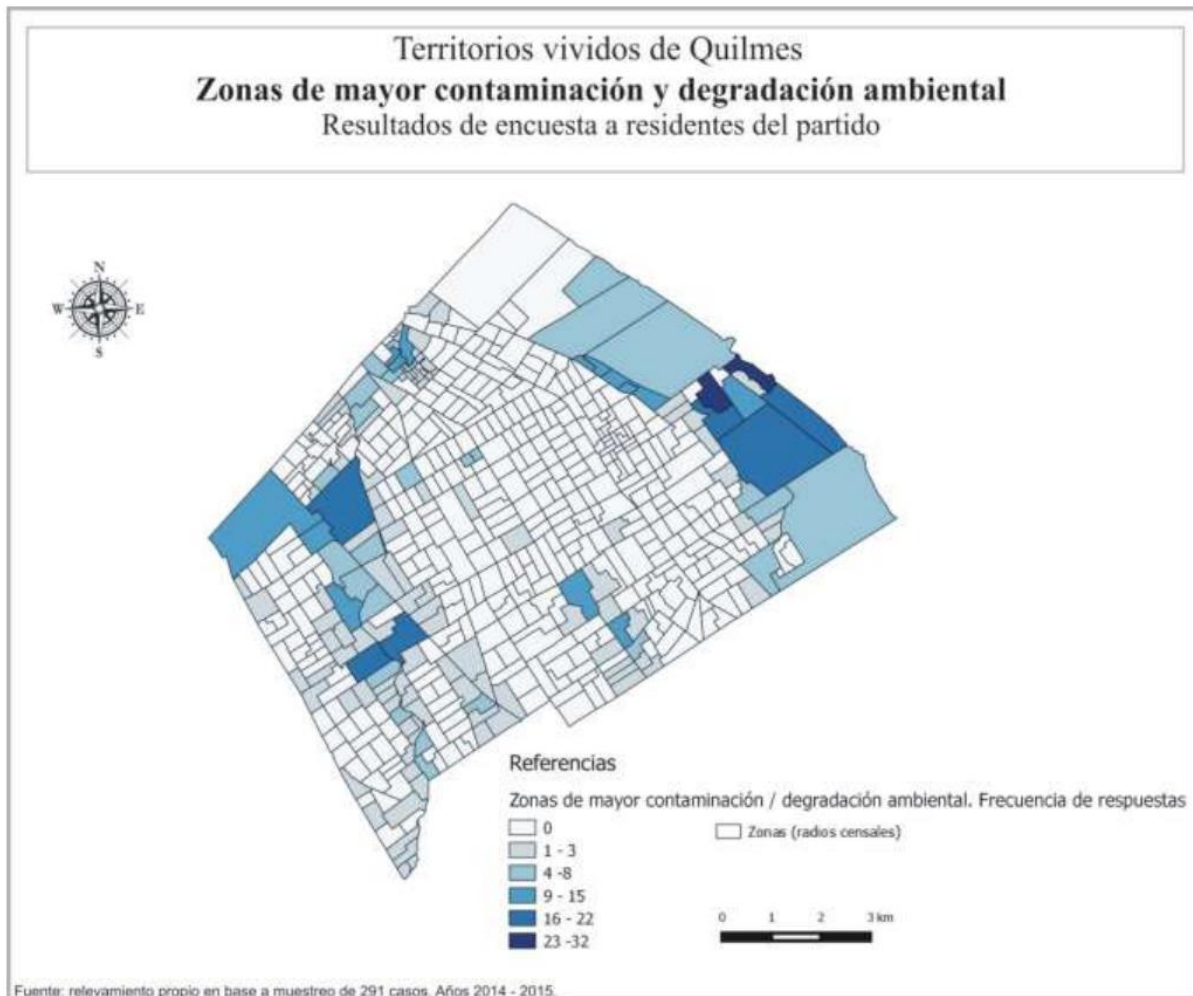 Territorios vividos de Quilmes
Zonas de mayor contaminación y degradación ambiental
Resultados de encuesta a residentes del partido
N
W E
S
Referencias
Zonas de mayor contaminación / degradación ambiental. Frecuencia de respuestas
0
1 - 3
4 -8
9 - 15
16 - 22
23 -32
Zonas (radios censales)
0 1 2 3 km
Fuente: relevamiento propio en base a muestreo de 291 casos. Años 2014 - 2015.